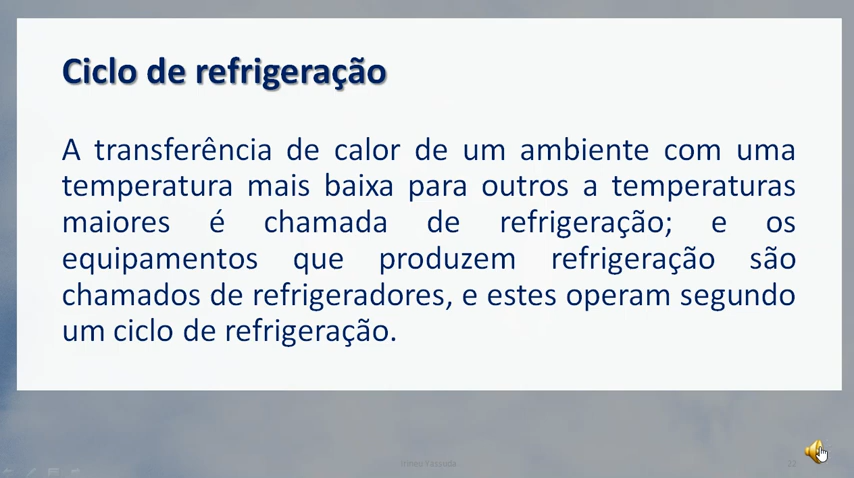 Ciclo de refrigeração
A transferência de calor de um ambiente com uma
temperatura mais baixa para outros a temperaturas
maiores é chamada de refrigeração; e os
equipamentos que produzem refrigeração são
chamados de refrigeradores, e estes operam segundo
um ciclo de refrigeração.
22